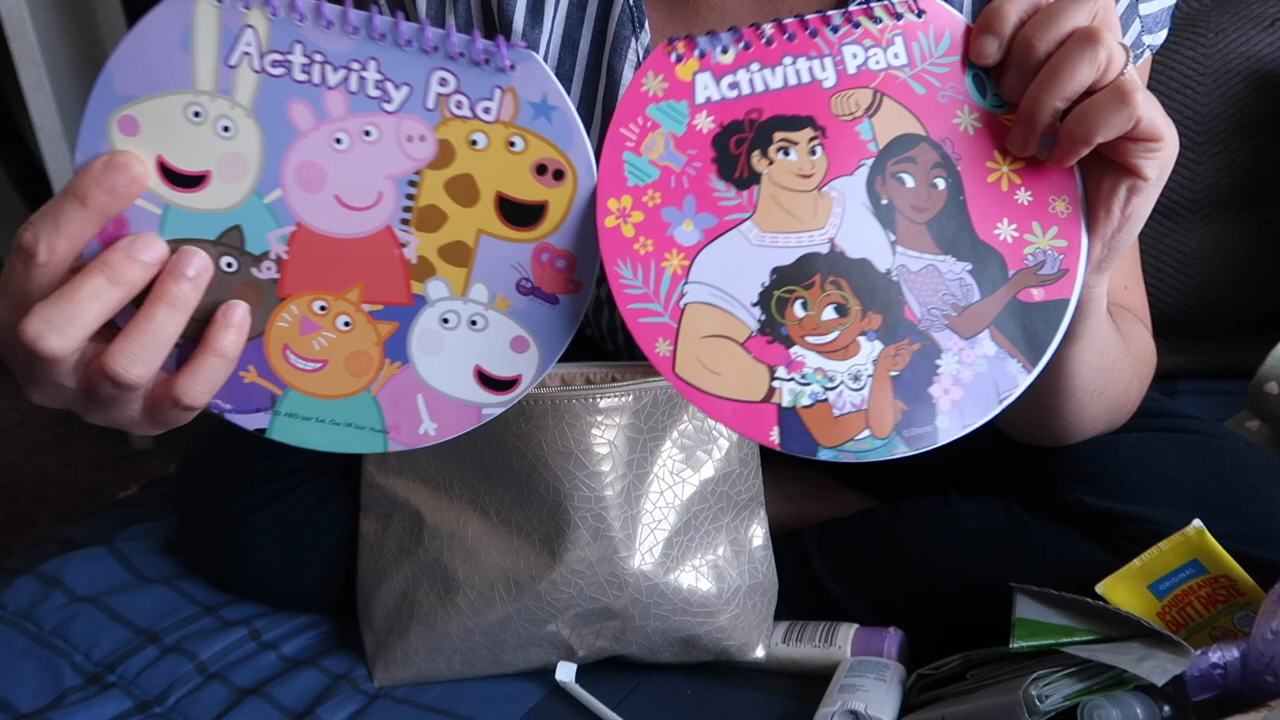 Activity Pad
Activity Pad
ORIGINAL
BOUDREAUX'S
BUTT PASTE